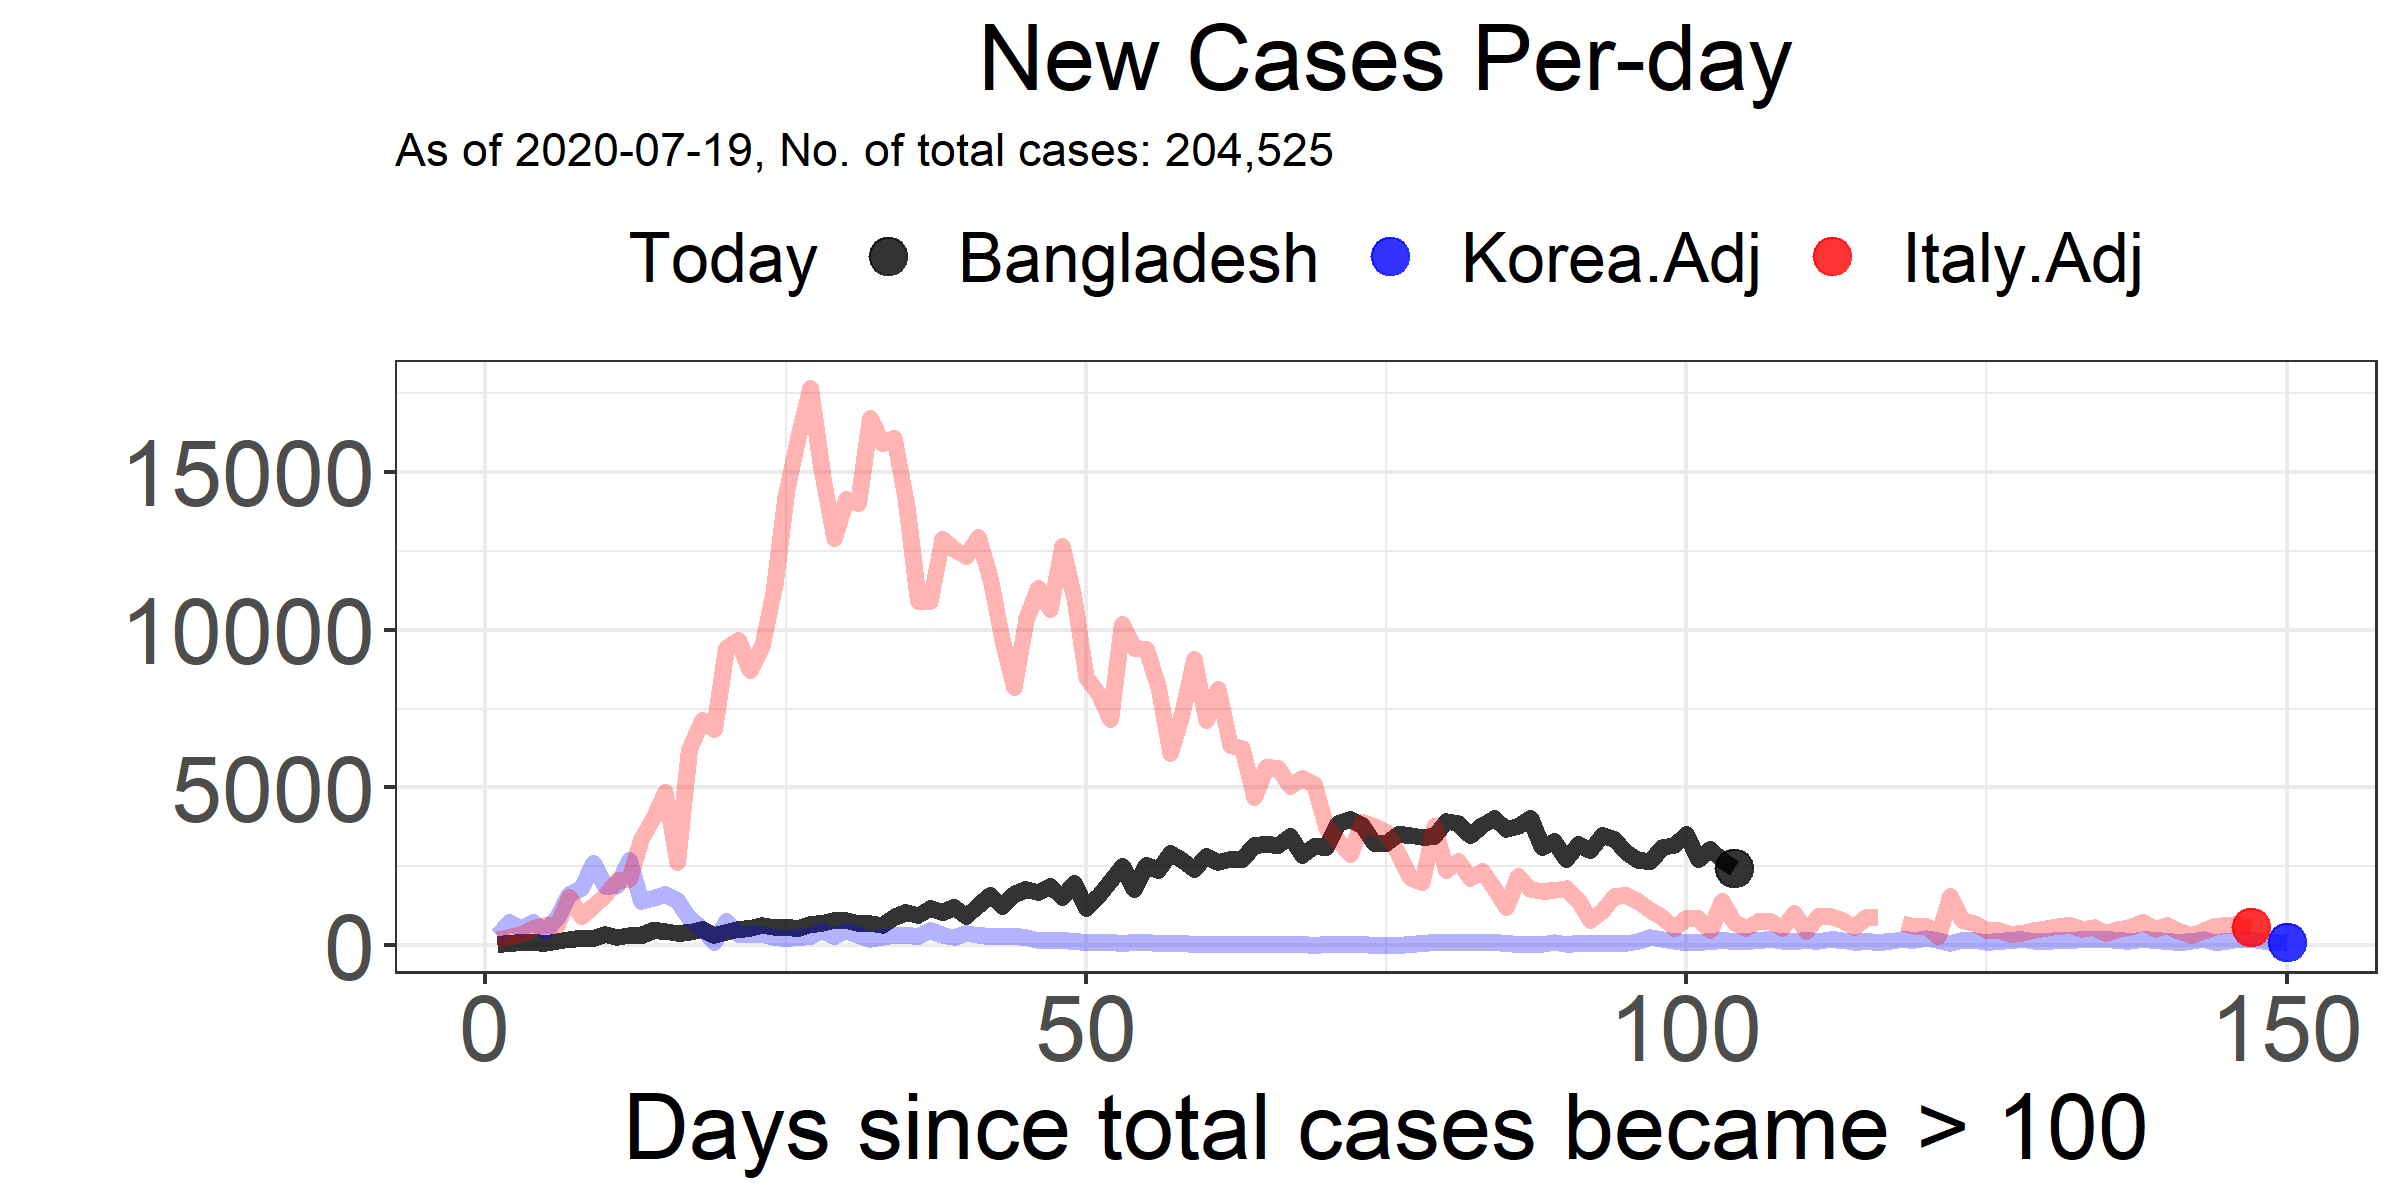 New Cases Per-day
As of 2020-07-19, No. of total cases: 204,525
Today Bangladesh Korea.Adj Italy.Adj
15000
10000
5000
0
0 50 100 150
Days since total cases became > 100